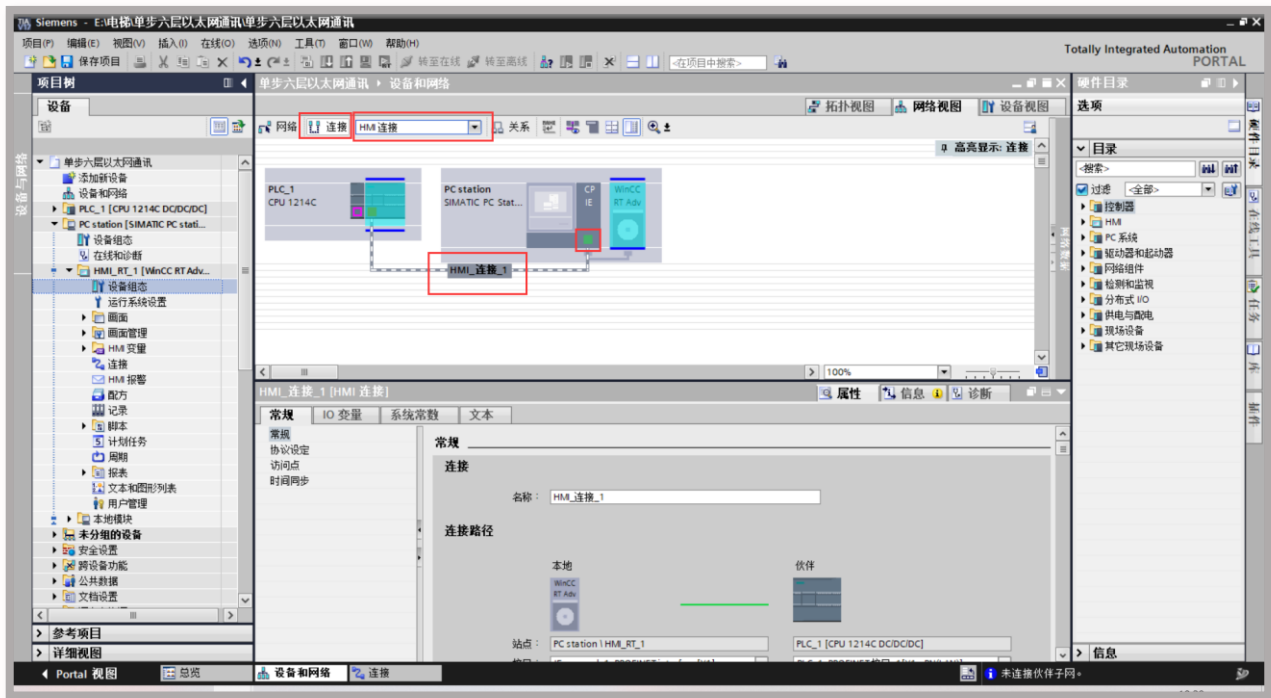 Siemens - E:\电梯\单步六层以太网通讯\单步六层以太网通讯
项目(P) 编辑(E) 视图(V) 插入(I) 在线(O) 选项(N) 工具(T) 窗口(W) 帮助(H)
Totally Integrated Automation
PORTAL
保存项目 转至在线 转至离线 <在项目中搜索>
项目树
单步六层以太网通讯 设备和网络
硬件目录
设备
拓扑视图 网络视图 设备视图
选项
网络 连接 HMI 连接 关系
高亮显示: 连接
目录
<搜索>
过滤 <全部>
控制器
HMI
PC 系统
驱动器和起动器
网络组件
检测和监视
分布式 I/O
供电与配电
现场设备
其它现场设备
信息
硬件目录
在线工具
任务
库
插件
设备与网络
单步六层以太网通讯
添加新设备
设备和网络
PLC_1 [CPU 1214C DC/DC/DC]
PC station [SIMATIC PC stati...
设备组态
在线和诊断
HMI_RT_1 [WinCC RT Adv...
设备组态
运行系统设置
画面
画面管理
HMI 变量
连接
HMI 报警
配方
记录
脚本
计划任务
周期
报表
文本和图形列表
用户管理
本地模块
未分组的设备
安全设置
跨设备功能
公共数据
文档设置
参考项目
详细视图
PLC_1
CPU 1214C
PC station
SIMATIC PC Stat...
CP
IE
WinCC
RT Adv
HMI_连接_1
100%
HMI_连接_1 [HMI 连接]
属性 信息 诊断
常规 IO 变量 系统常数 文本
常规
协议设定
访问点
时间同步
常规
连接
名称: HMI_连接_1
连接路径
本地 伙伴
WinCC
RT Adv
站点: PC station \ HMI_RT_1 PLC_1 [CPU 1214C DC/DC/DC]
Portal 视图 总览 设备和网络 连接 未连接伙伴子网。